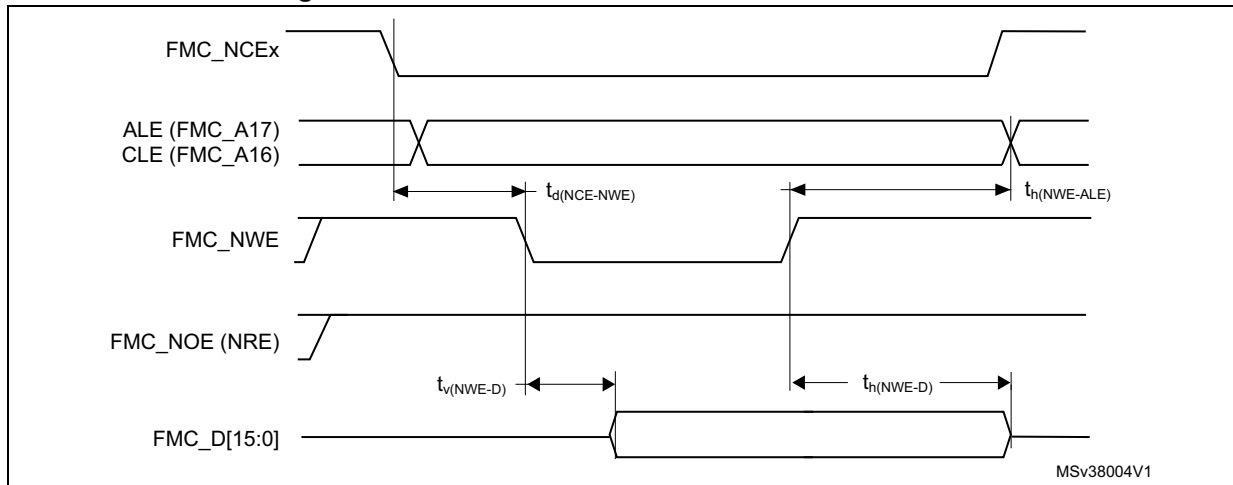 FMC_NCEx
ALE (FMC_A17)
CLE (FMC_A16)
td(NCE-NWE)
th(NWE-ALE)
FMC_NWE
FMC_NOE (NRE)
tv(NWE-D)
th(NWE-D)
FMC_D[15:0]
MSv38004V1